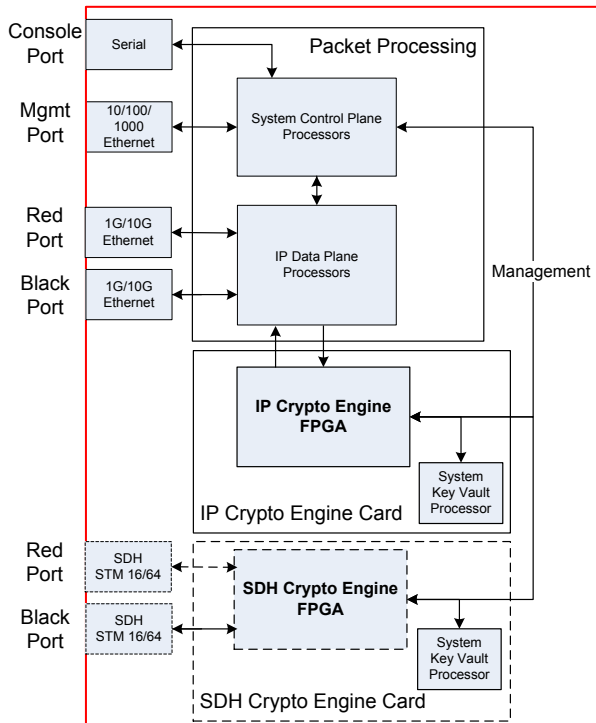 Console
Port
Serial
Packet Processing
Mgmt
Port
10/100/
1000
Ethernet
System Control Plane
Processors
Red
Port
1G/10G
Ethernet
IP Data Plane
Processors
Black
Port
1G/10G
Ethernet
Management
IP Crypto Engine
FPGA
System
Key Vault
Processor
IP Crypto Engine Card
Red
Port
SDH
STM 16/64
SDH Crypto Engine
FPGA
Black
Port
SDH
STM 16/64
System
Key Vault
Processor
SDH Crypto Engine Card